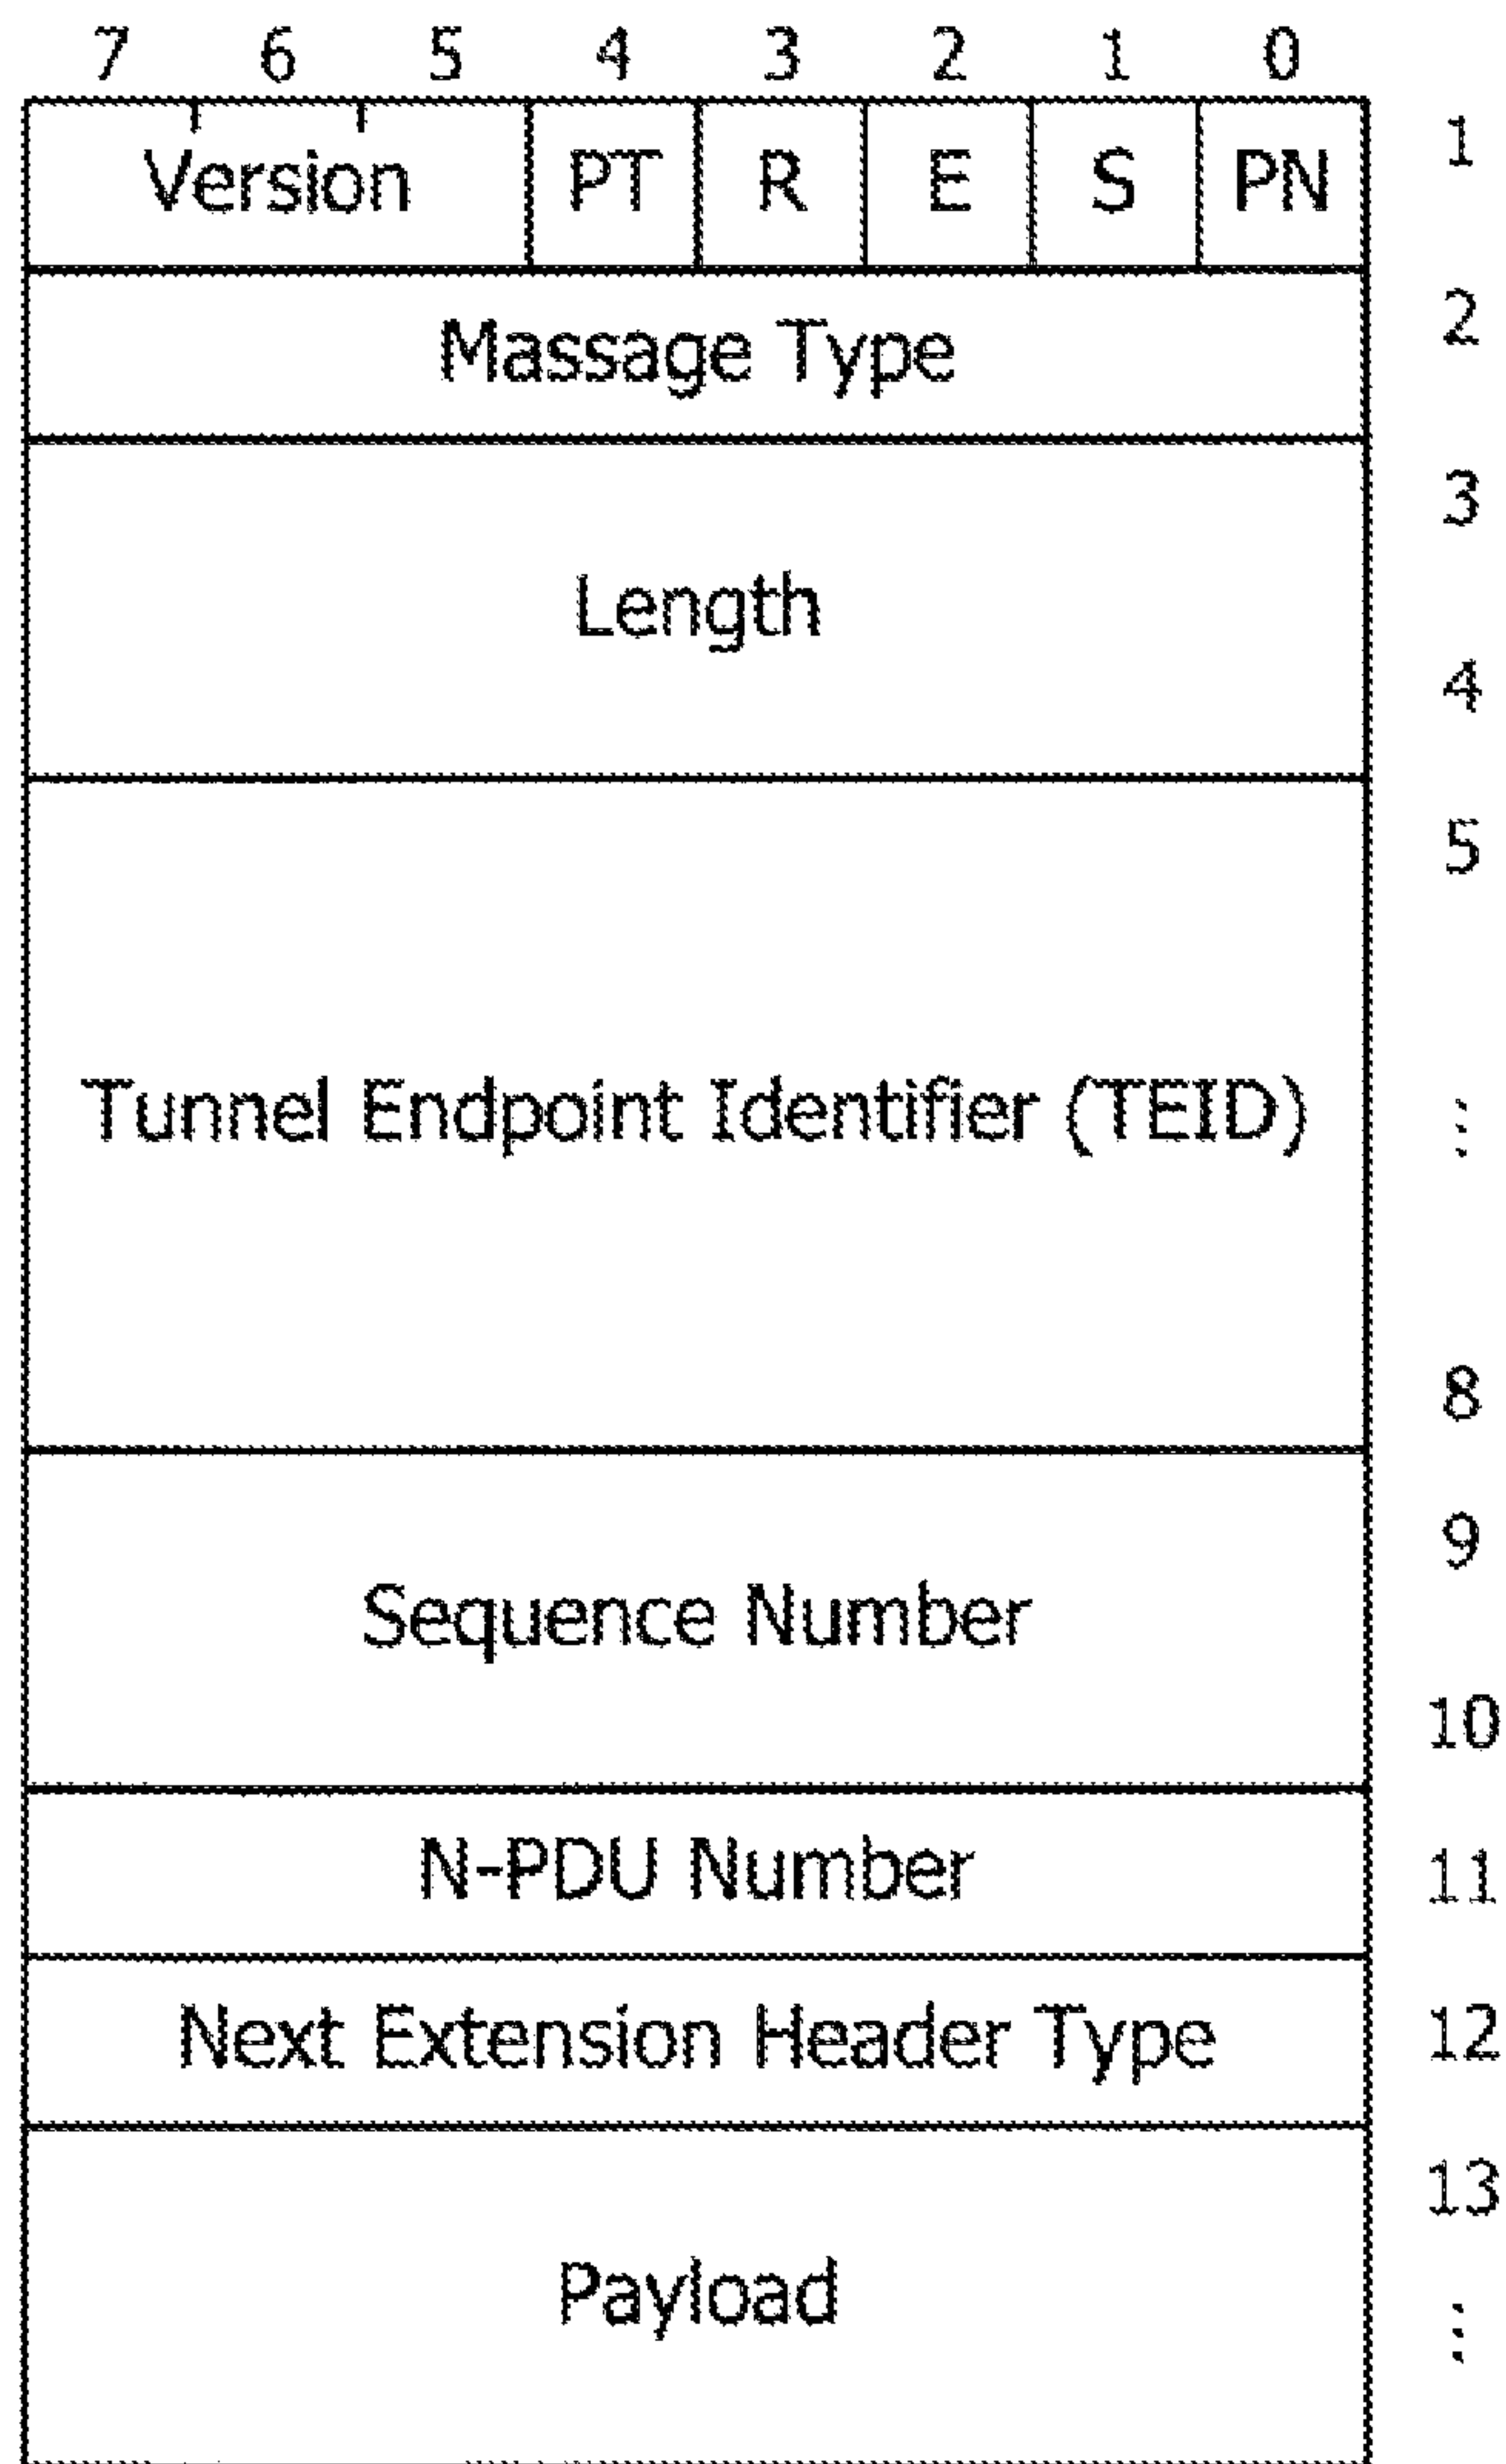 7 6 5 4 3 2 1 0
Version PT R E S PN 1
Massage Type 2
3
Length
4
5
Tunnel Endpoint Identifier (TEID) ⋮
8
9
Sequence Number
10
N-PDU Number 11
Next Extension Header Type 12
13
Payload
⋮